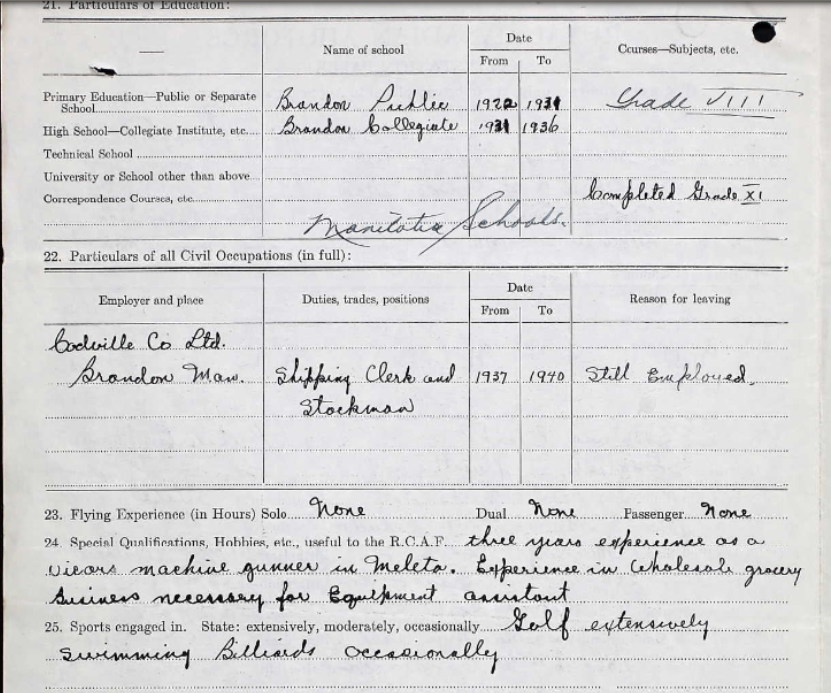 21. Particulars of Education:
Name of school Date Courses—Subjects, etc.
From To
Primary Education—Public or Separate
School Brandon Public 1922 1931 Grade VIII
High School—Collegiate Institute, etc. Brandon Collegiate 1931 1936
Technical School
University or School other than above
Correspondence Courses, etc. Completed Grade XI
Manitoba Schools.
22. Particulars of all Civil Occupations (in full):
Employer and place Duties, trades, positions Date Reason for leaving
From To
Codville Co Ltd.
Brandon Man. Shipping Clerk and 1937 1940 Still Employed.
Stockman
23. Flying Experience (in Hours) Solo None Dual None Passenger None
24. Special Qualifications, Hobbies, etc., useful to the R.C.A.F. three years experience as a
vicars machine gunner in Meleta. Experience in wholesale grocery
business necessary for Equipment assistant
25. Sports engaged in. State: extensively, moderately, occasionally Golf extensively
Swimming Billiards occasionally